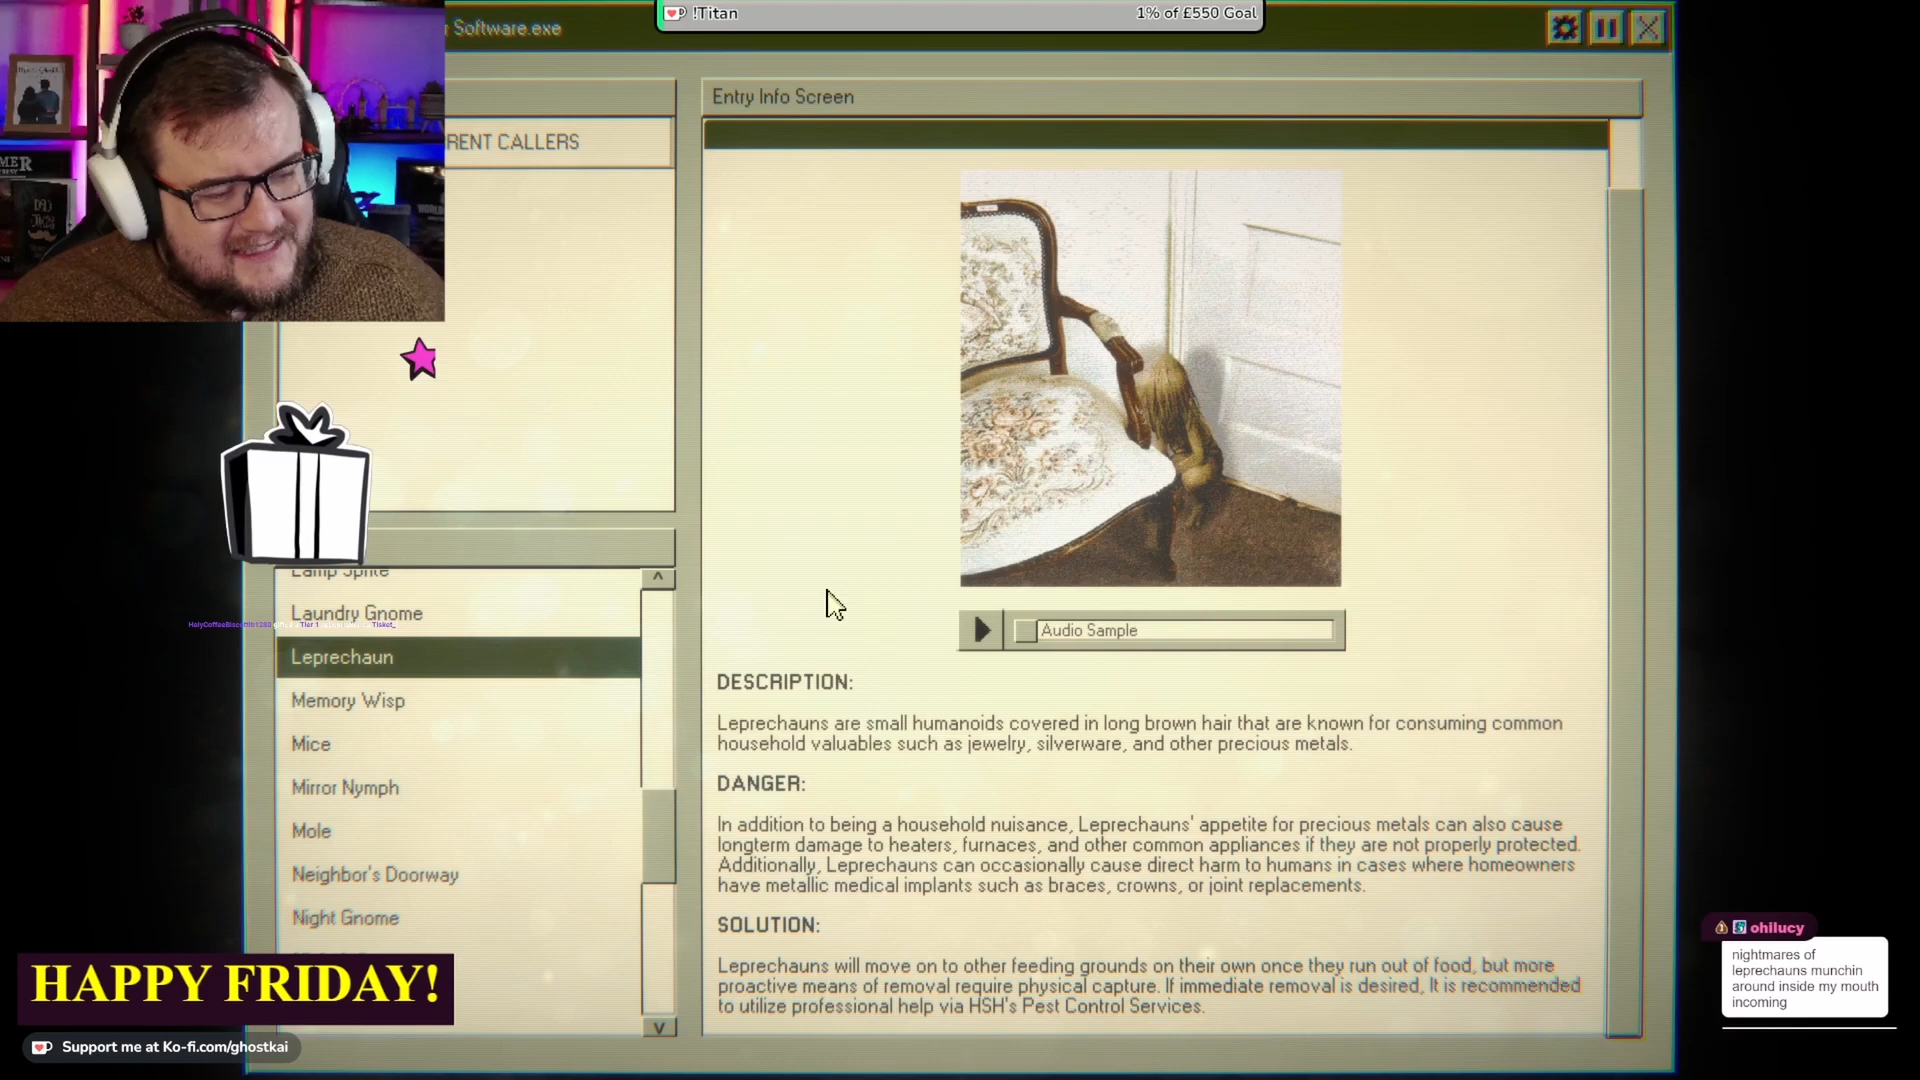 Software.exe
!Titan
1% of £550 Goal
RENT CALLERS
Entry Info Screen
Audio Sample
DESCRIPTION:
Leprechauns are small humanoids covered in long brown hair that are known for consuming common
household valuables such as jewelry, silverware, and other precious metals.
DANGER:
In addition to being a household nuisance, Leprechauns' appetite for precious metals can also cause
longterm damage to heaters, furnaces, and other common appliances if they are not properly protected.
Additionally, Leprechauns can occasionally cause direct harm to humans in cases where homeowners
have metallic medical implants such as braces, crowns, or joint replacements.
SOLUTION:
Leprechauns will move on to other feeding grounds on their own once they run out of food, but more
proactive means of removal require physical capture. If immediate removal is desired, It is recommended
to utilize professional help via HSH's Pest Control Services.
Lamp Sprite
Laundry Gnome
Leprechaun
Memory Wisp
Mice
Mirror Nymph
Mole
Neighbor's Doorway
Night Gnome
HAPPY FRIDAY!
Support me at Ko-fi.com/ghostkai
ohilucy
nightmares of
leprechauns munchin
around inside my mouth
incoming